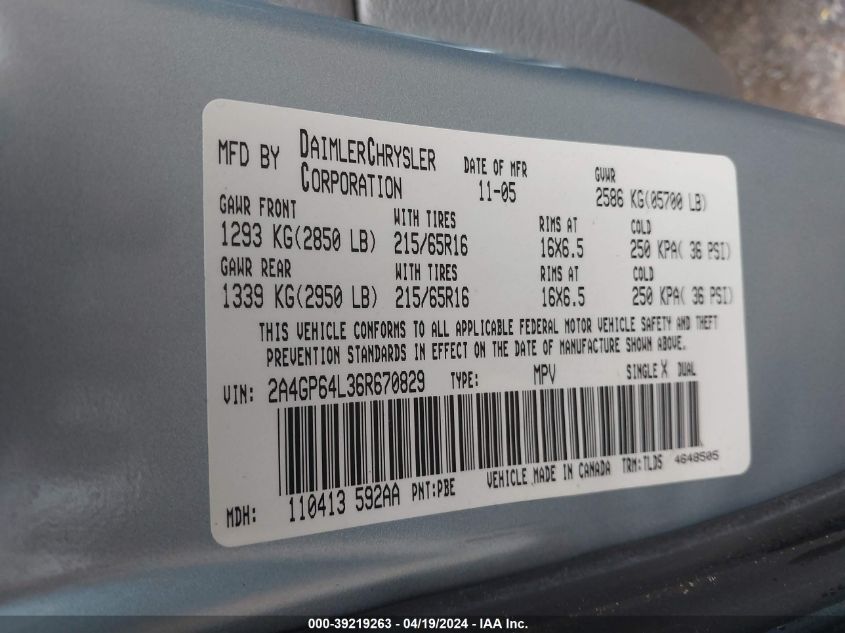 MFD BY DAIMLERCHRYSLER CORPORATION
DATE OF MFR 11-05
GVWR 2586 KG(05700 LB)
GAWR FRONT WITH TIRES RIMS AT COLD
1293 KG(2850 LB) 215/65R16 16X6.5 250 KPA( 36 PSI)
GAWR REAR WITH TIRES RIMS AT COLD
1339 KG(2950 LB) 215/65R16 16X6.5 250 KPA( 36 PSI)
THIS VEHICLE CONFORMS TO ALL APPLICABLE FEDERAL MOTOR VEHICLE SAFETY AND THEFT
PREVENTION STANDARDS IN EFFECT ON THE DATE OF MANUFACTURE SHOWN ABOVE.
VIN: 2A4GP64L36R670829 TYPE: MPV SINGLE X DUAL
MDH: 110413 592AA PNT:PBE VEHICLE MADE IN CANADA TRM:TLD5 4648505
000-39219263 - 04/19/2024 - IAA Inc.